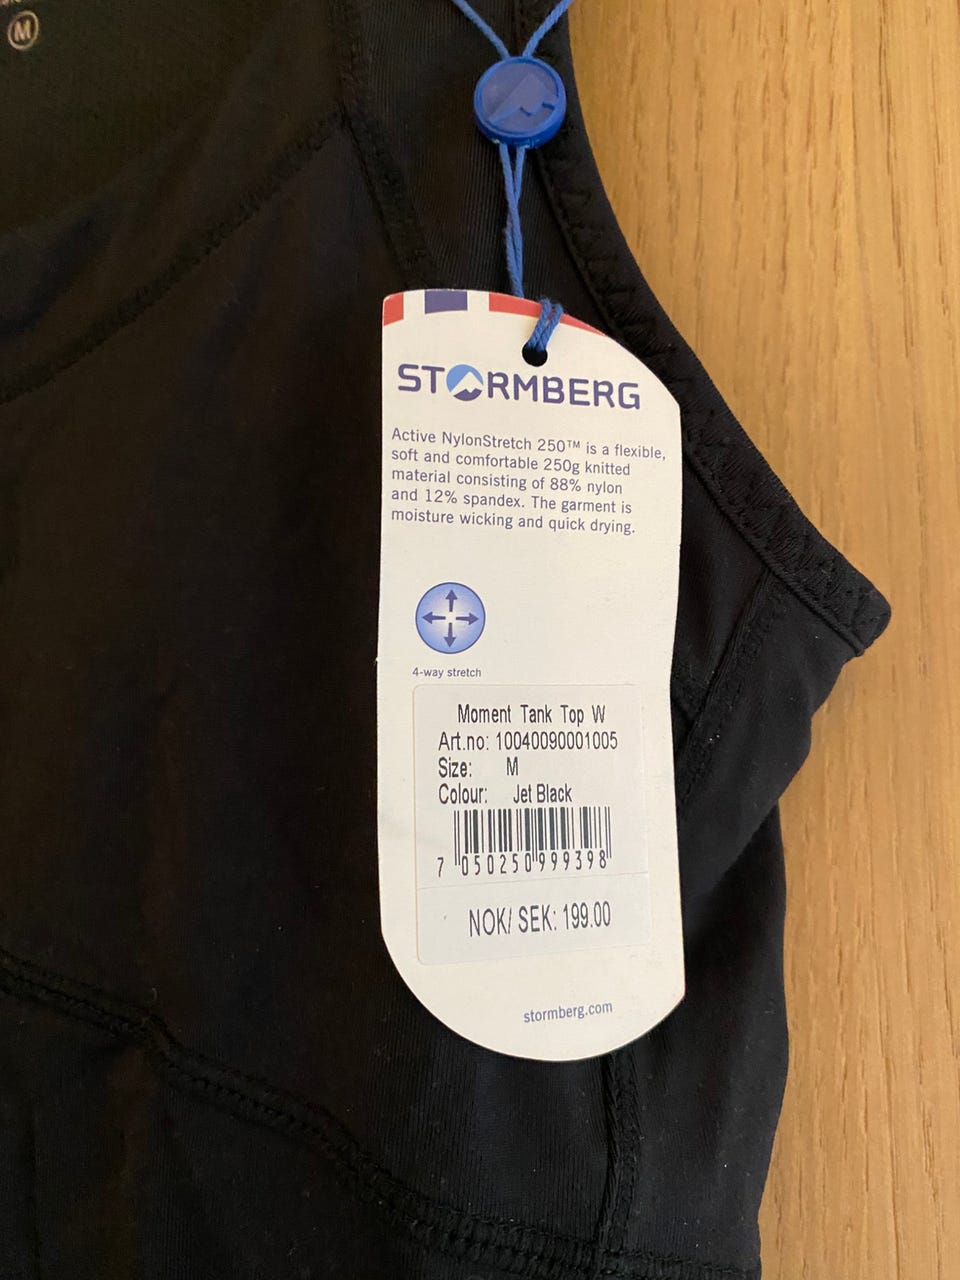 M
STORMBERG
Active NylonStretch 250™ is a flexible,
soft and comfortable 250g knitted
material consisting of 88% nylon
and 12% spandex. The garment is
moisture wicking and quick drying.
4-way stretch
Moment Tank Top W
Art.no: 10040090001005
Size: M
Colour: Jet Black
7 050250 999398
NOK/ SEK: 199.00
stormberg.com